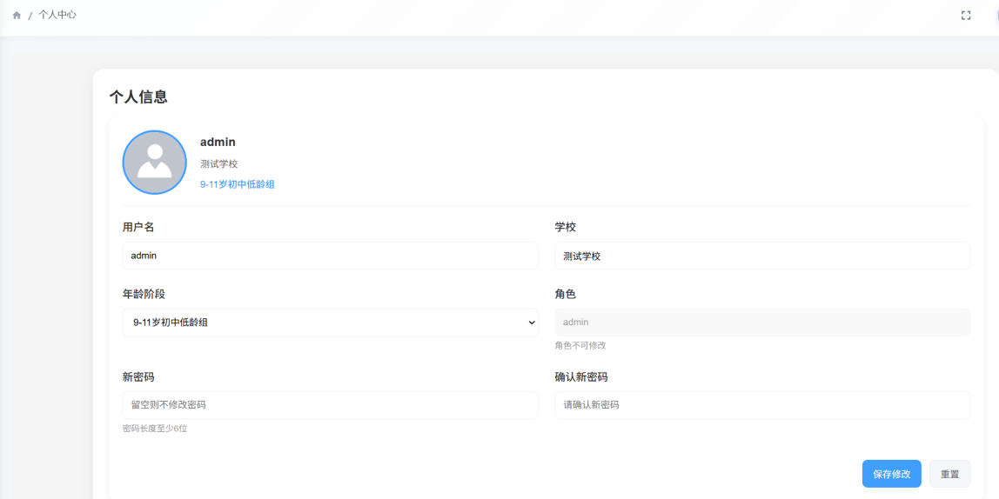 / 个人中心
个人信息
admin
测试学校
9-11岁初中低龄组
用户名
学校
admin
测试学校
年龄阶段
角色
9-11岁初中低龄组
admin
角色不可修改
新密码
确认新密码
留空则不修改密码
请确认新密码
密码长度至少6位
保存修改
重置